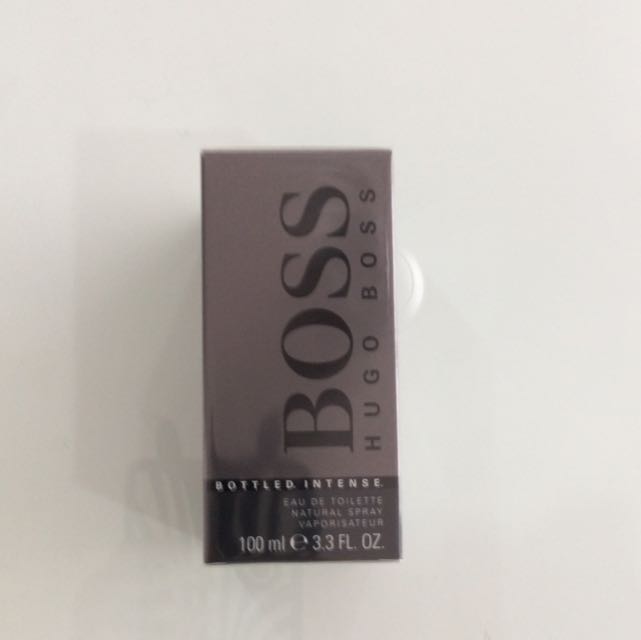 BOSS
HUGO BOSS
BOTTLED INTENSE.
EAU DE TOILETTE
NATURAL SPRAY
VAPORISATEUR
100 ml ℮ 3.3 FL. OZ.